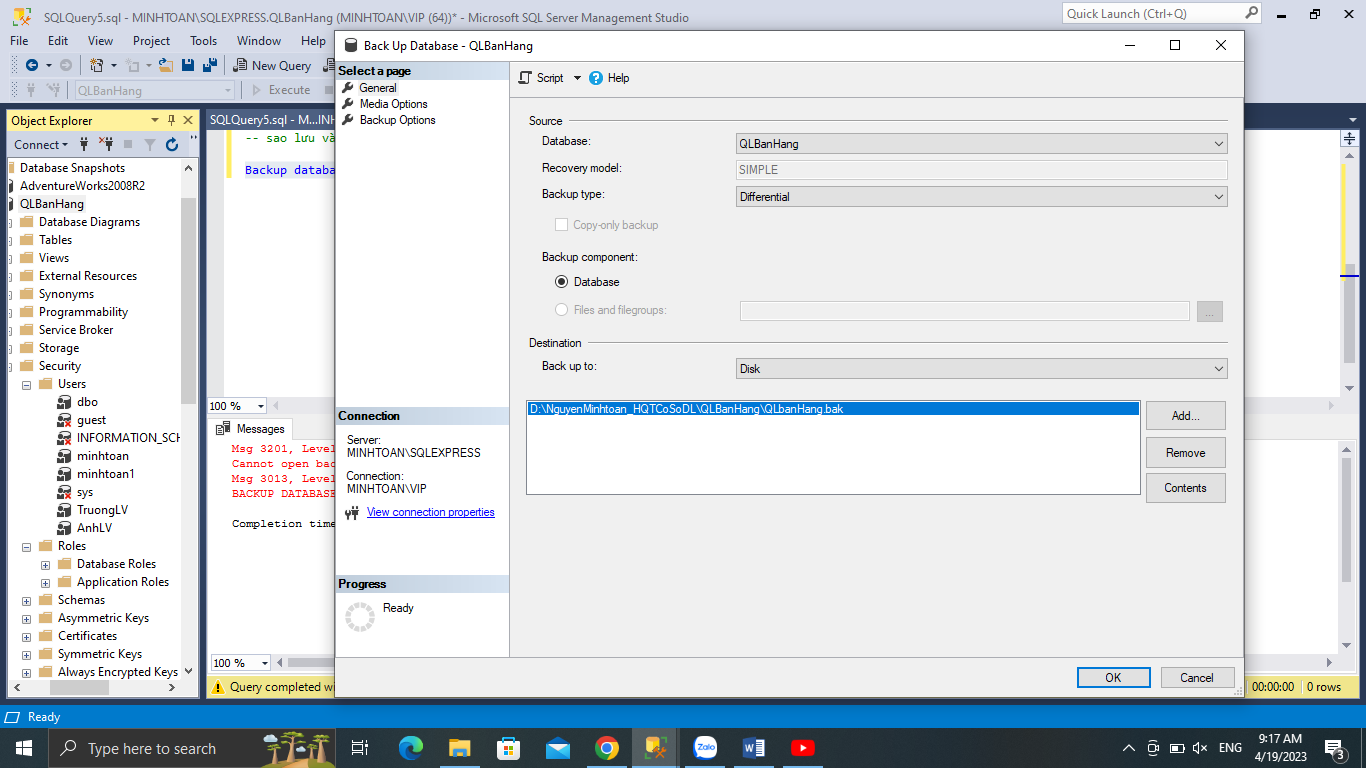 SQLQuery5.sql - MINHTOAN\SQLEXPRESS.QLBanHang (MINHTOAN\VIP (64))* - Microsoft SQL Server Management Studio
Quick Launch (Ctrl+Q)
File Edit View Project Tools Window Help
New Query
QLBanHang
Execute
Object Explorer
Connect
Database Snapshots
AdventureWorks2008R2
QLBanHang
Database Diagrams
Tables
Views
External Resources
Synonyms
Programmability
Service Broker
Storage
Security
Users
dbo
guest
INFORMATION_SCH
minhtoan
minhtoan1
sys
TruongLV
AnhLV
Roles
Database Roles
Application Roles
Schemas
Asymmetric Keys
Certificates
Symmetric Keys
Always Encrypted Keys
SQLQuery5.sql - M...INH
-- sao lưu và
Backup databa
100 %
Messages
Msg 3201, Level
Cannot open bac
Msg 3013, Level
BACKUP DATABASE
Completion time
100 %
Query completed wi
00:00:00
0 rows
Back Up Database - QLBanHang
Select a page
General
Media Options
Backup Options
Connection
Server:
MINHTOAN\SQLEXPRESS
Connection:
MINHTOAN\VIP
View connection properties
Progress
Ready
Script
Help
Source
Database:
QLBanHang
Recovery model:
SIMPLE
Backup type:
Differential
Copy-only backup
Backup component:
Database
Files and filegroups:
...
Destination
Back up to:
Disk
D:\NguyenMinhtoan_HQTCoSoDL\QLBanHang\QLbanHang.bak
Add...
Remove
Contents
OK
Cancel
Ready
Type here to search
Zalo
W
ENG
9:17 AM
4/19/2023
3